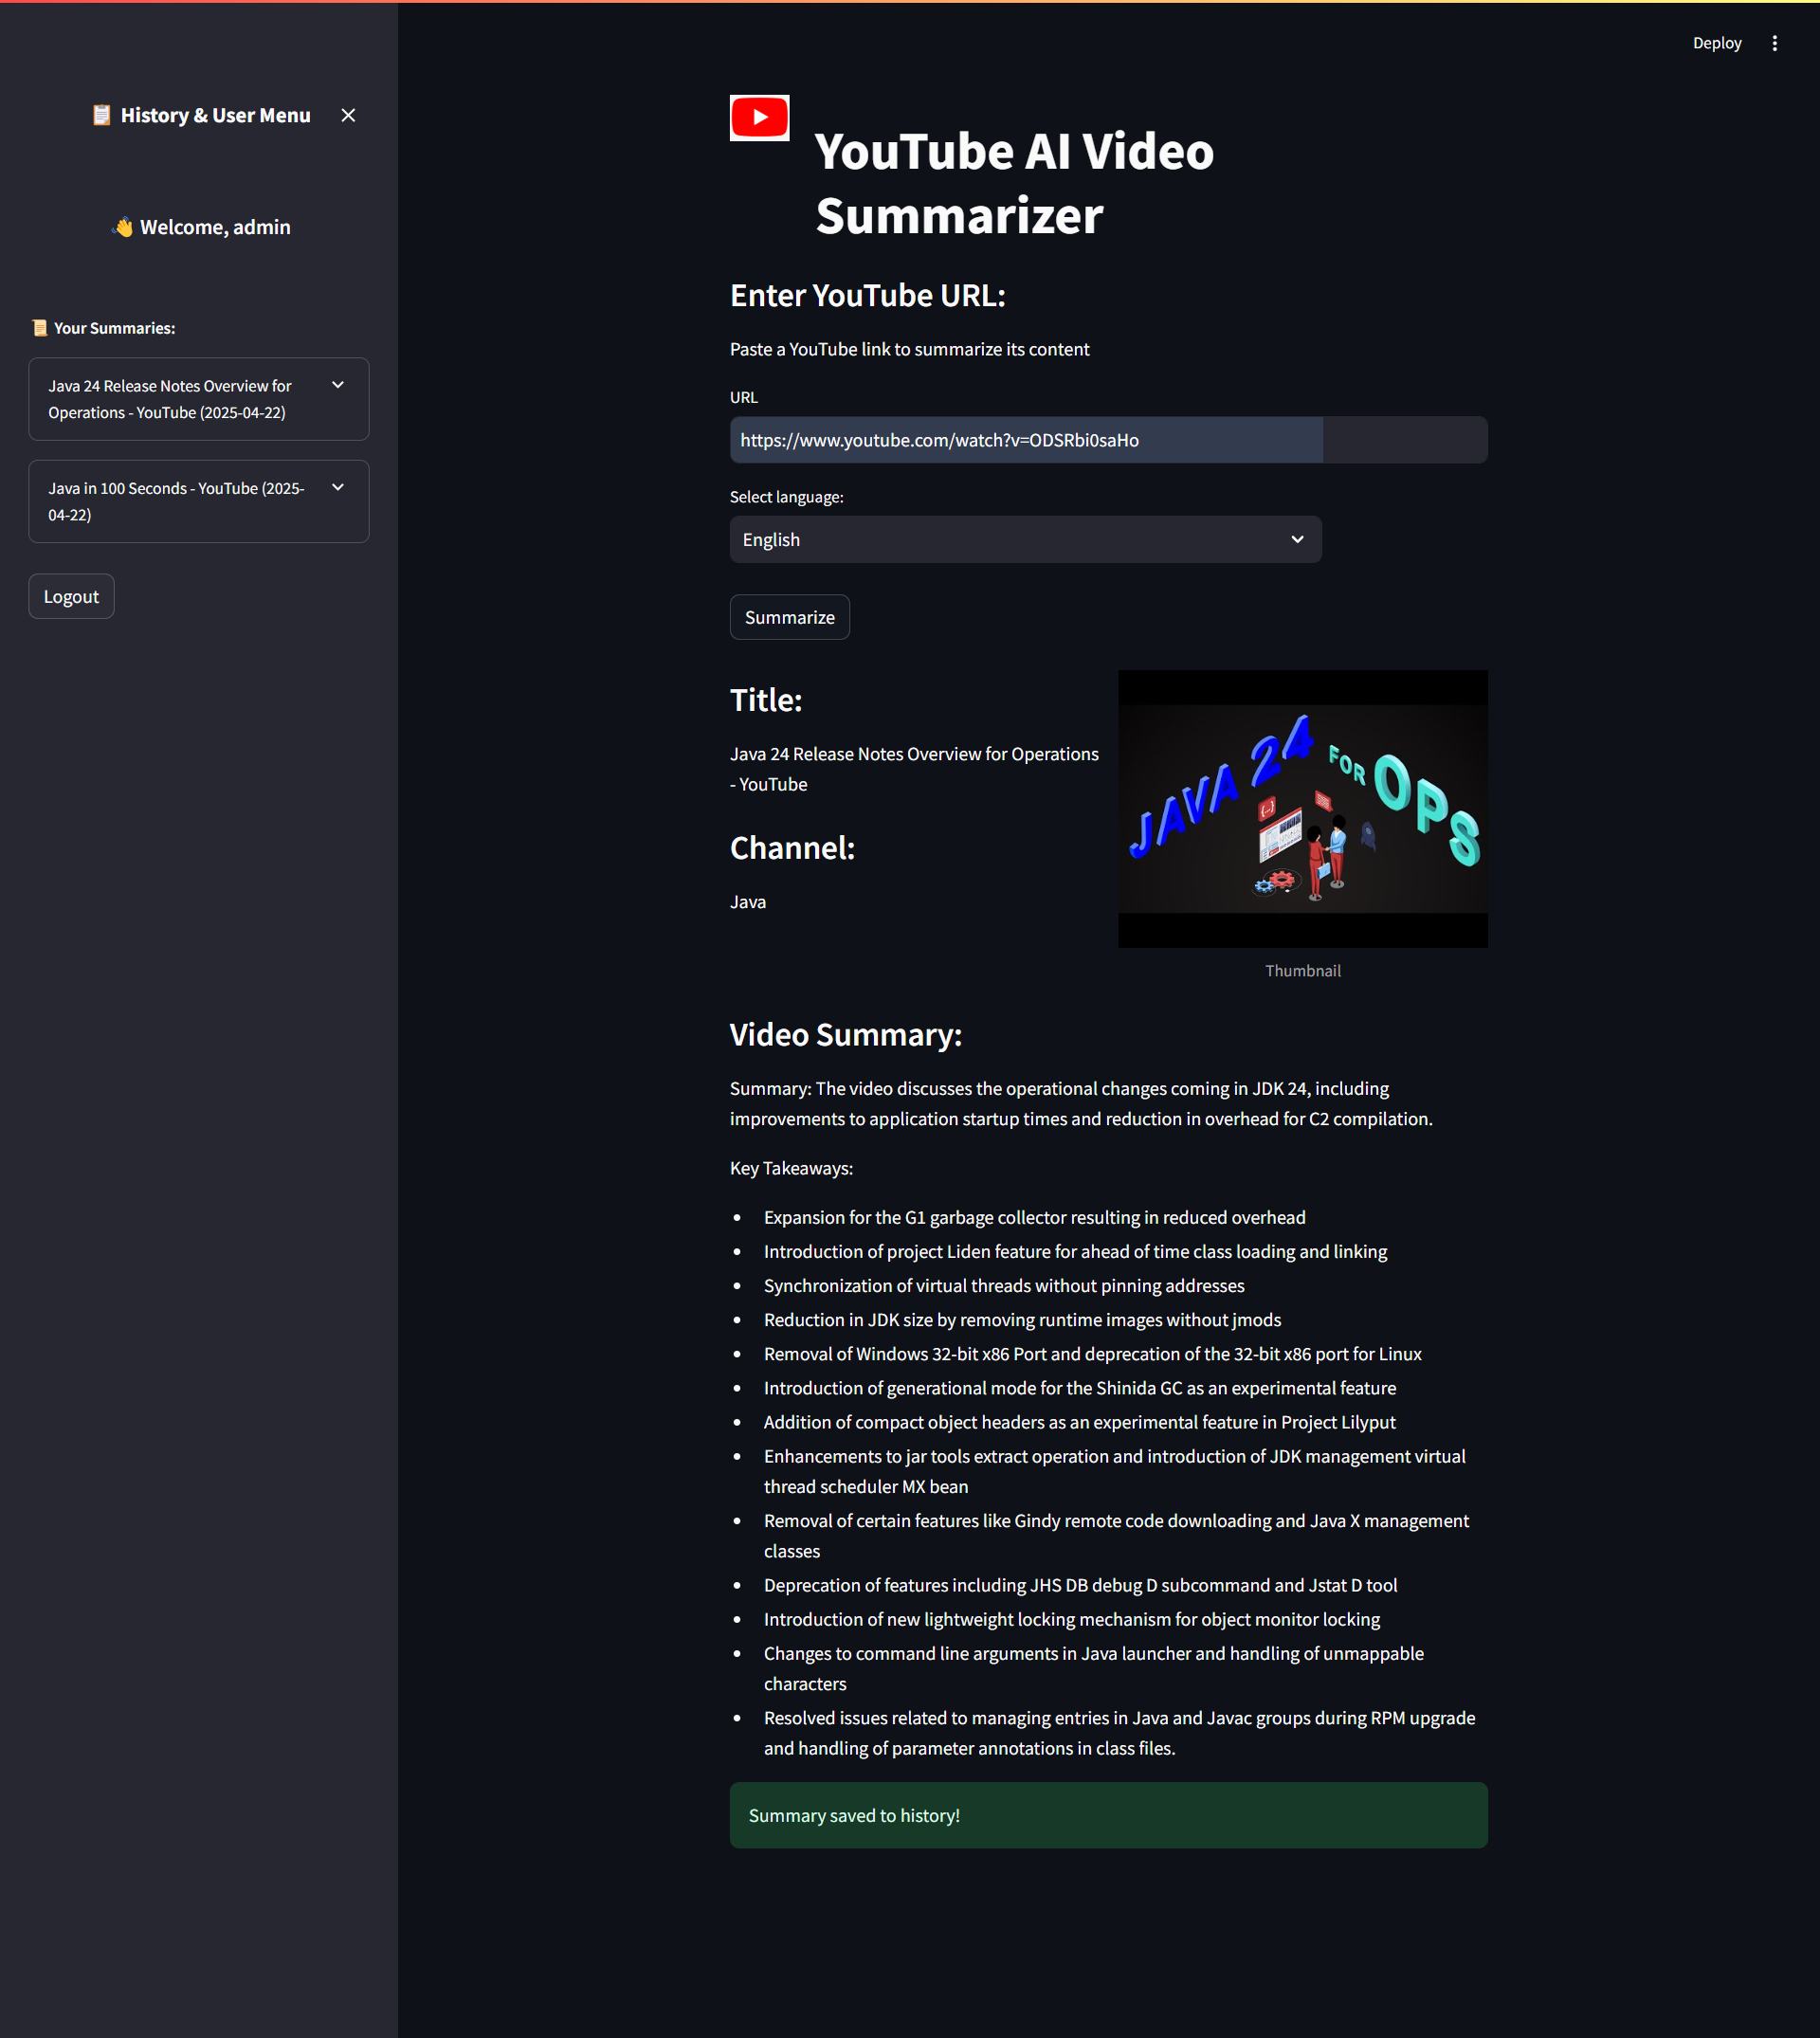 Deploy
📋 History & User Menu
👋 Welcome, admin
📜 Your Summaries:
Java 24 Release Notes Overview for
Operations - YouTube (2025-04-22)
Java in 100 Seconds - YouTube (2025-
04-22)
Logout
YouTube AI Video
Summarizer
Enter YouTube URL:
Paste a YouTube link to summarize its content
URL
https://www.youtube.com/watch?v=ODSRbi0saHo
Select language:
English
Summarize
Title:
Java 24 Release Notes Overview for Operations
- YouTube
Channel:
Java
JAVA 24 FOR OPS
Thumbnail
Video Summary:
Summary: The video discusses the operational changes coming in JDK 24, including
improvements to application startup times and reduction in overhead for C2 compilation.
Key Takeaways:
• Expansion for the G1 garbage collector resulting in reduced overhead
• Introduction of project Liden feature for ahead of time class loading and linking
• Synchronization of virtual threads without pinning addresses
• Reduction in JDK size by removing runtime images without jmods
• Removal of Windows 32-bit x86 Port and deprecation of the 32-bit x86 port for Linux
• Introduction of generational mode for the Shinida GC as an experimental feature
• Addition of compact object headers as an experimental feature in Project Lilyput
• Enhancements to jar tools extract operation and introduction of JDK management virtual
thread scheduler MX bean
• Removal of certain features like Gindy remote code downloading and Java X management
classes
• Deprecation of features including JHS DB debug D subcommand and Jstat D tool
• Introduction of new lightweight locking mechanism for object monitor locking
• Changes to command line arguments in Java launcher and handling of unmappable
characters
• Resolved issues related to managing entries in Java and Javac groups during RPM upgrade
and handling of parameter annotations in class files.
Summary saved to history!